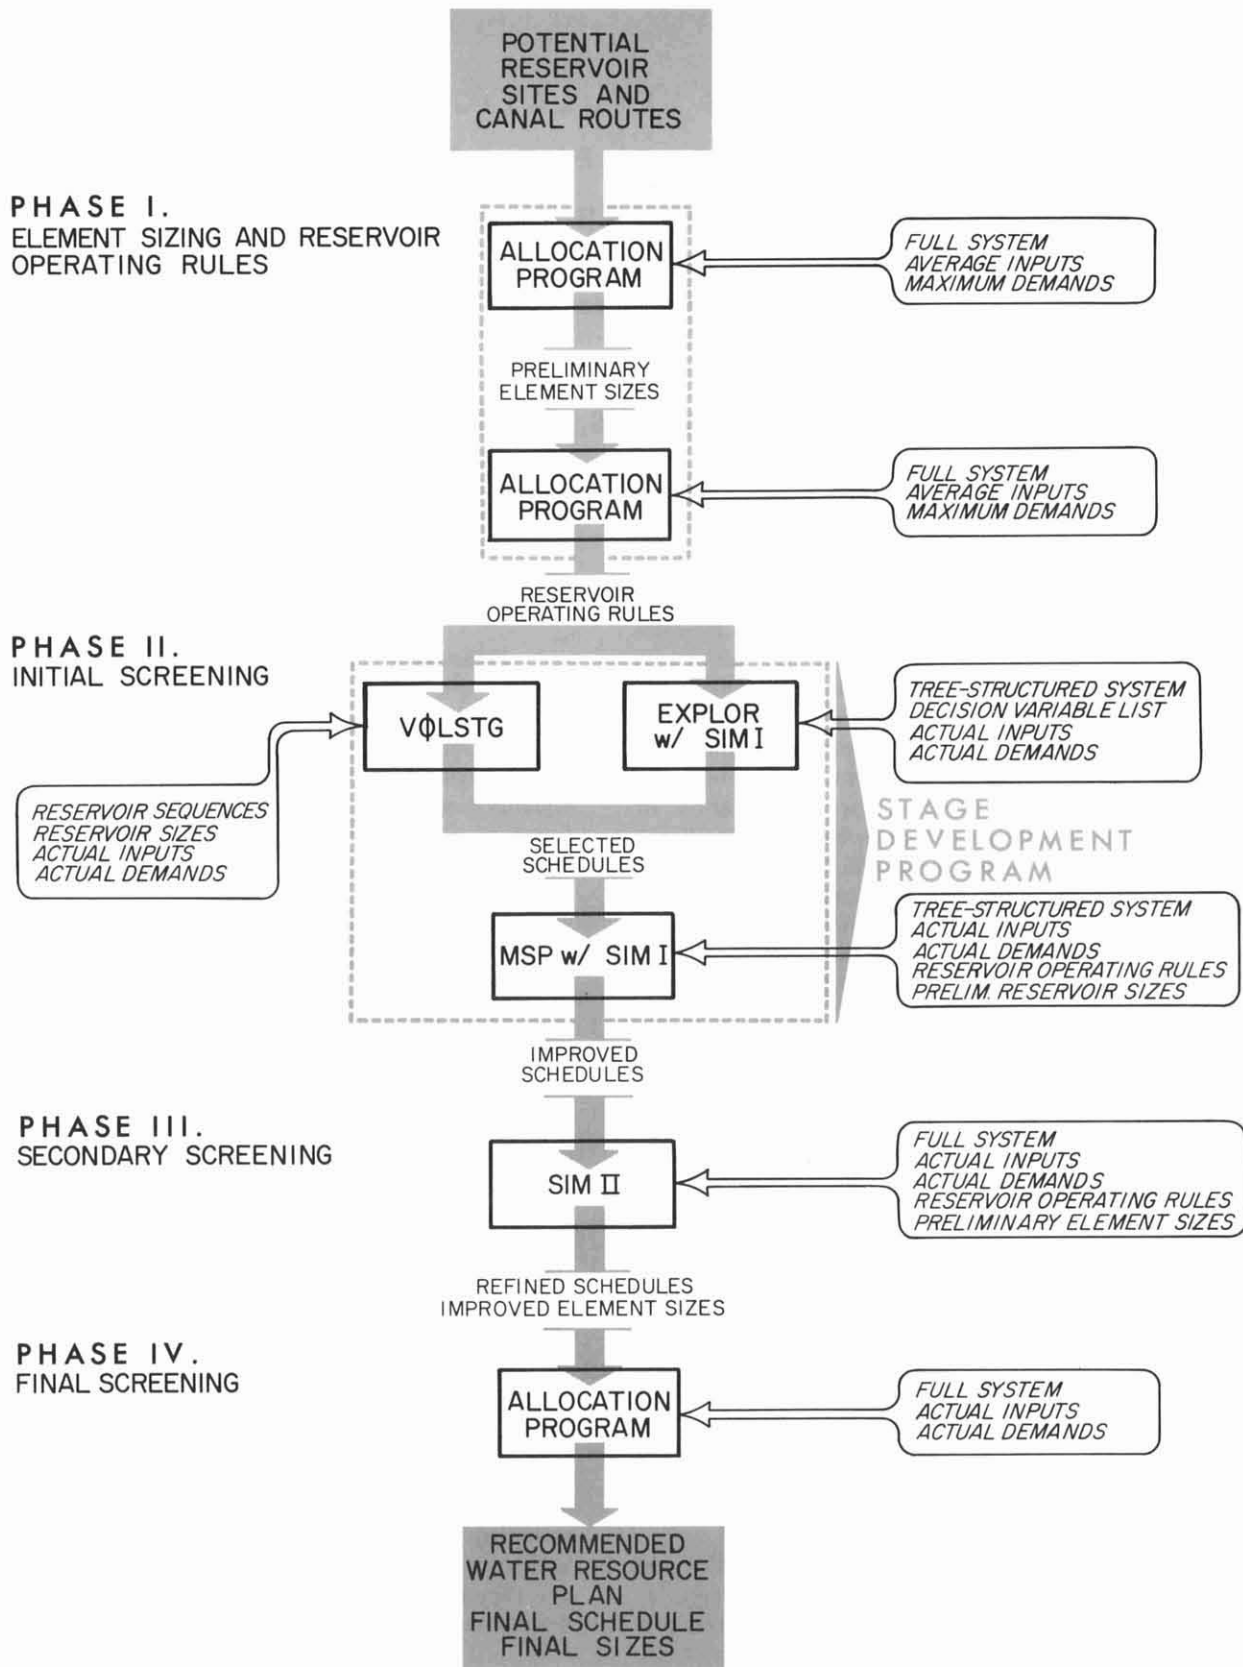 POTENTIAL
RESERVOIR
SITES AND
CANAL ROUTES
PHASE I.
ELEMENT SIZING AND RESERVOIR
OPERATING RULES
ALLOCATION
PROGRAM
FULL SYSTEM
AVERAGE INPUTS
MAXIMUM DEMANDS
PRELIMINARY
ELEMENT SIZES
ALLOCATION
PROGRAM
FULL SYSTEM
AVERAGE INPUTS
MAXIMUM DEMANDS
RESERVOIR
OPERATING RULES
PHASE II.
INITIAL SCREENING
VϕLSTG
EXPLOR
w/ SIM I
TREE-STRUCTURED SYSTEM
DECISION VARIABLE LIST
ACTUAL INPUTS
ACTUAL DEMANDS
RESERVOIR SEQUENCES
RESERVOIR SIZES
ACTUAL INPUTS
ACTUAL DEMANDS
STAGE
DEVELOPMENT
PROGRAM
SELECTED
SCHEDULES
MSP w/ SIM I
TREE-STRUCTURED SYSTEM
ACTUAL INPUTS
ACTUAL DEMANDS
RESERVOIR OPERATING RULES
PRELIM. RESERVOIR SIZES
IMPROVED
SCHEDULES
PHASE III.
SECONDARY SCREENING
SIM II
FULL SYSTEM
ACTUAL INPUTS
ACTUAL DEMANDS
RESERVOIR OPERATING RULES
PRELIMINARY ELEMENT SIZES
REFINED SCHEDULES
IMPROVED ELEMENT SIZES
PHASE IV.
FINAL SCREENING
ALLOCATION
PROGRAM
FULL SYSTEM
ACTUAL INPUTS
ACTUAL DEMANDS
RECOMMENDED
WATER RESOURCE
PLAN
FINAL SCHEDULE
FINAL SIZES